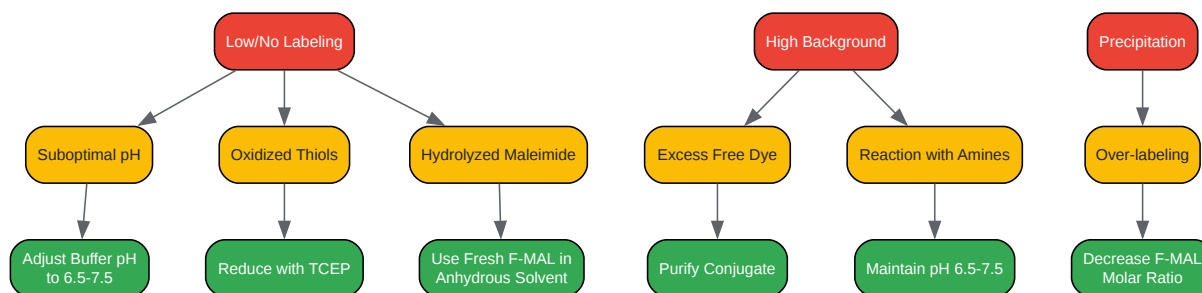 Low/No Labeling
High Background
Precipitation
Suboptimal pH
Oxidized Thiols
Hydrolyzed Maleimide
Excess Free Dye
Reaction with Amines
Over-labeling
Adjust Buffer pH
to 6.5-7.5
Reduce with TCEP
Use Fresh F-MAL in
Anhydrous Solvent
Purify Conjugate
Maintain pH 6.5-7.5
Decrease F-MAL
Molar Ratio